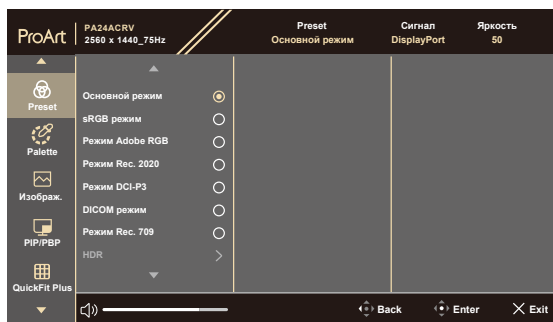 ProArt
PA24ACRV
2560 x 1440_75Hz
Preset
Основной режим
Сигнал
DisplayPort
Яркость
50
Preset
Palette
Изображ.
PIP/PBP
QuickFit Plus
Основной режим
sRGB режим
Режим Adobe RGB
Режим Rec. 2020
Режим DCI-P3
DICOM режим
Режим Rec. 709
HDR
Back
Enter
Exit